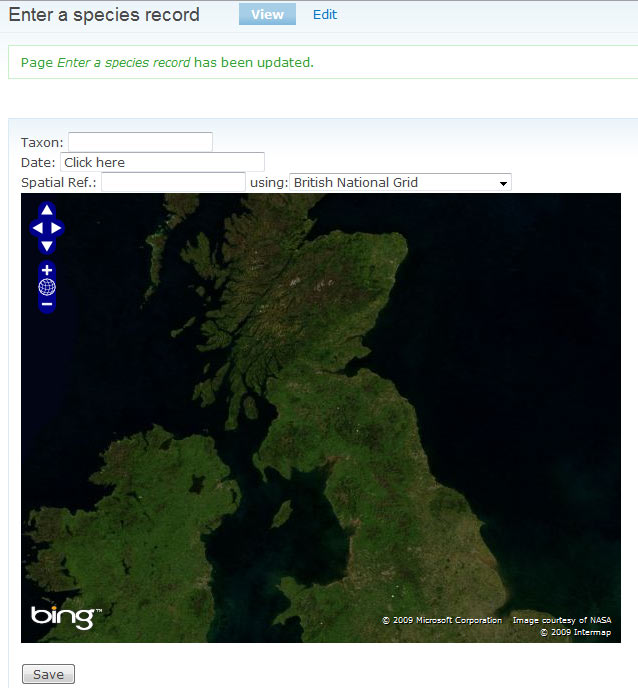 Enter a species record View Edit
Page Enter a species record has been updated.
Taxon:
Date: Click here
Spatial Ref.: using: British National Grid
bing™
© 2009 Microsoft Corporation Image courtesy of NASA
© 2009 Intermap
Save